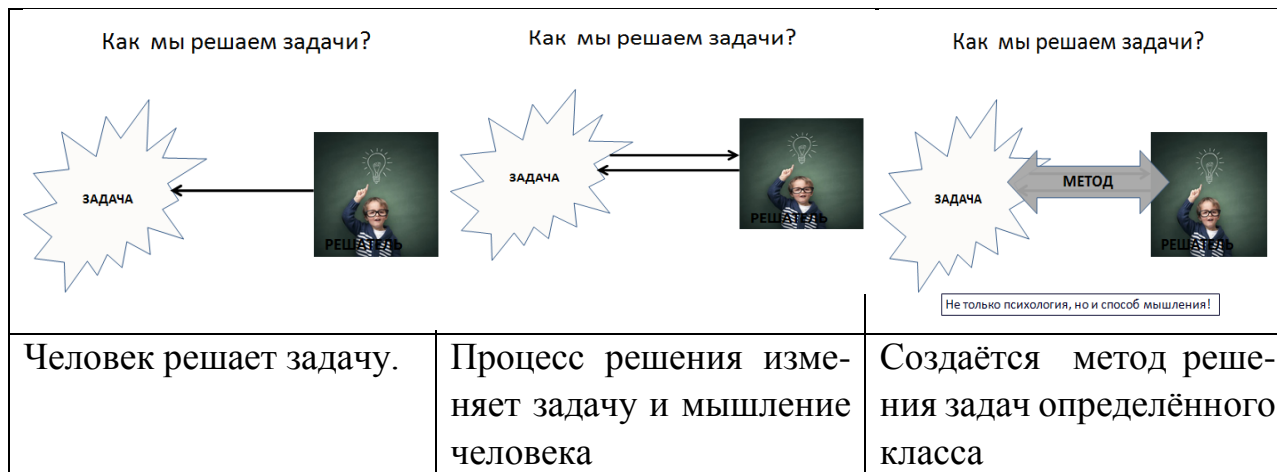 Как мы решаем задачи?
ЗАДАЧА
РЕШАТЕЛЬ
Как мы решаем задачи?
ЗАДАЧА
РЕШАТЕЛЬ
Как мы решаем задачи?
ЗАДАЧА
МЕТОД
РЕШАТЕЛЬ
Не только психология, но и способ мышления!
Человек решает задачу.
Процесс решения изме-
няет задачу и мышление
человека
Создаётся метод реше-
ния задач определённого
класса